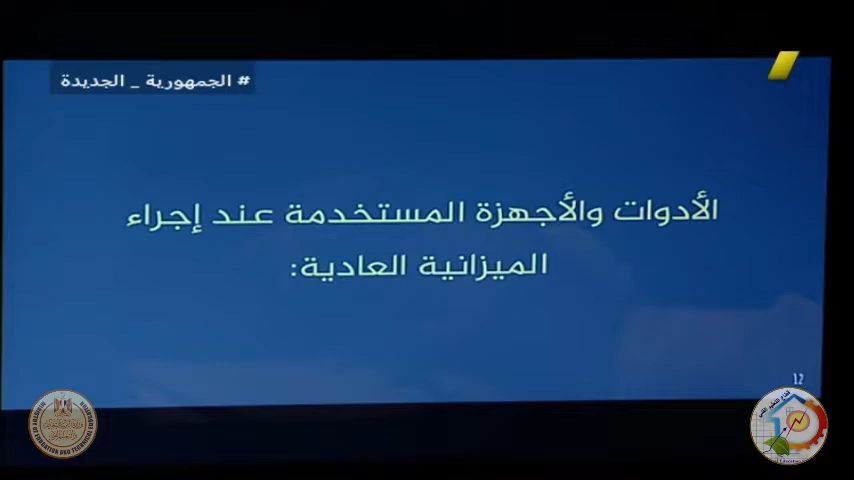 # الجمهورية _ الجديدة
الأدوات والأجهزة المستخدمة عند إجراء
الميزانية العادية:
12